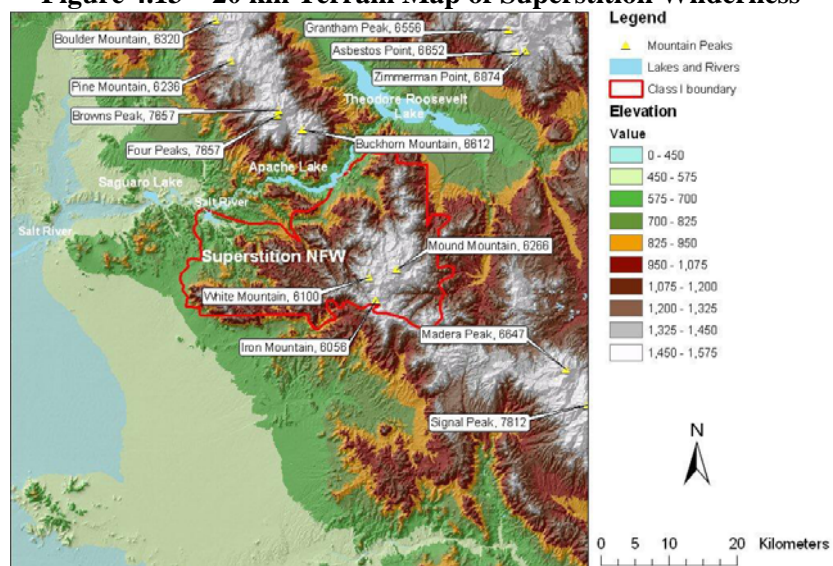 Figure 4.13 – 20 km Terrain Map of Superstition Wilderness
Boulder Mountain, 6320
Grantham Peak, 6556
Asbestos Point, 6652
Pine Mountain, 6236
Zimmerman Point, 6874
Theodore Roosevelt
Lake
Browns Peak, 7657
Four Peaks, 7657
Buckhorn Mountain, 6612
Apache Lake
Saguaro Lake
Salt River
Salt River
Superstition NFW
Mound Mountain, 6266
White Mountain, 6100
Iron Mountain, 6056
Madera Peak, 6647
Signal Peak, 7812
Legend
Mountain Peaks
Lakes and Rivers
Class I boundary
Elevation
Value
0 - 450
450 - 575
575 - 700
700 - 825
825 - 950
950 - 1,075
1,075 - 1,200
1,200 - 1,325
1,325 - 1,450
1,450 - 1,575
N
0 5 10 20 Kilometers